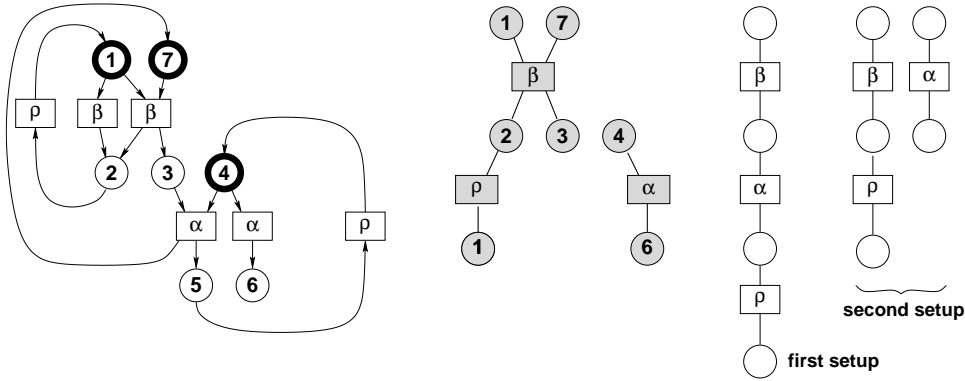 1 7
ρ β β
2 3 4
α α ρ
5 6
1 7
β
2 3 4
ρ α
1 6
β
α
ρ
first setup
β α
ρ
second setup